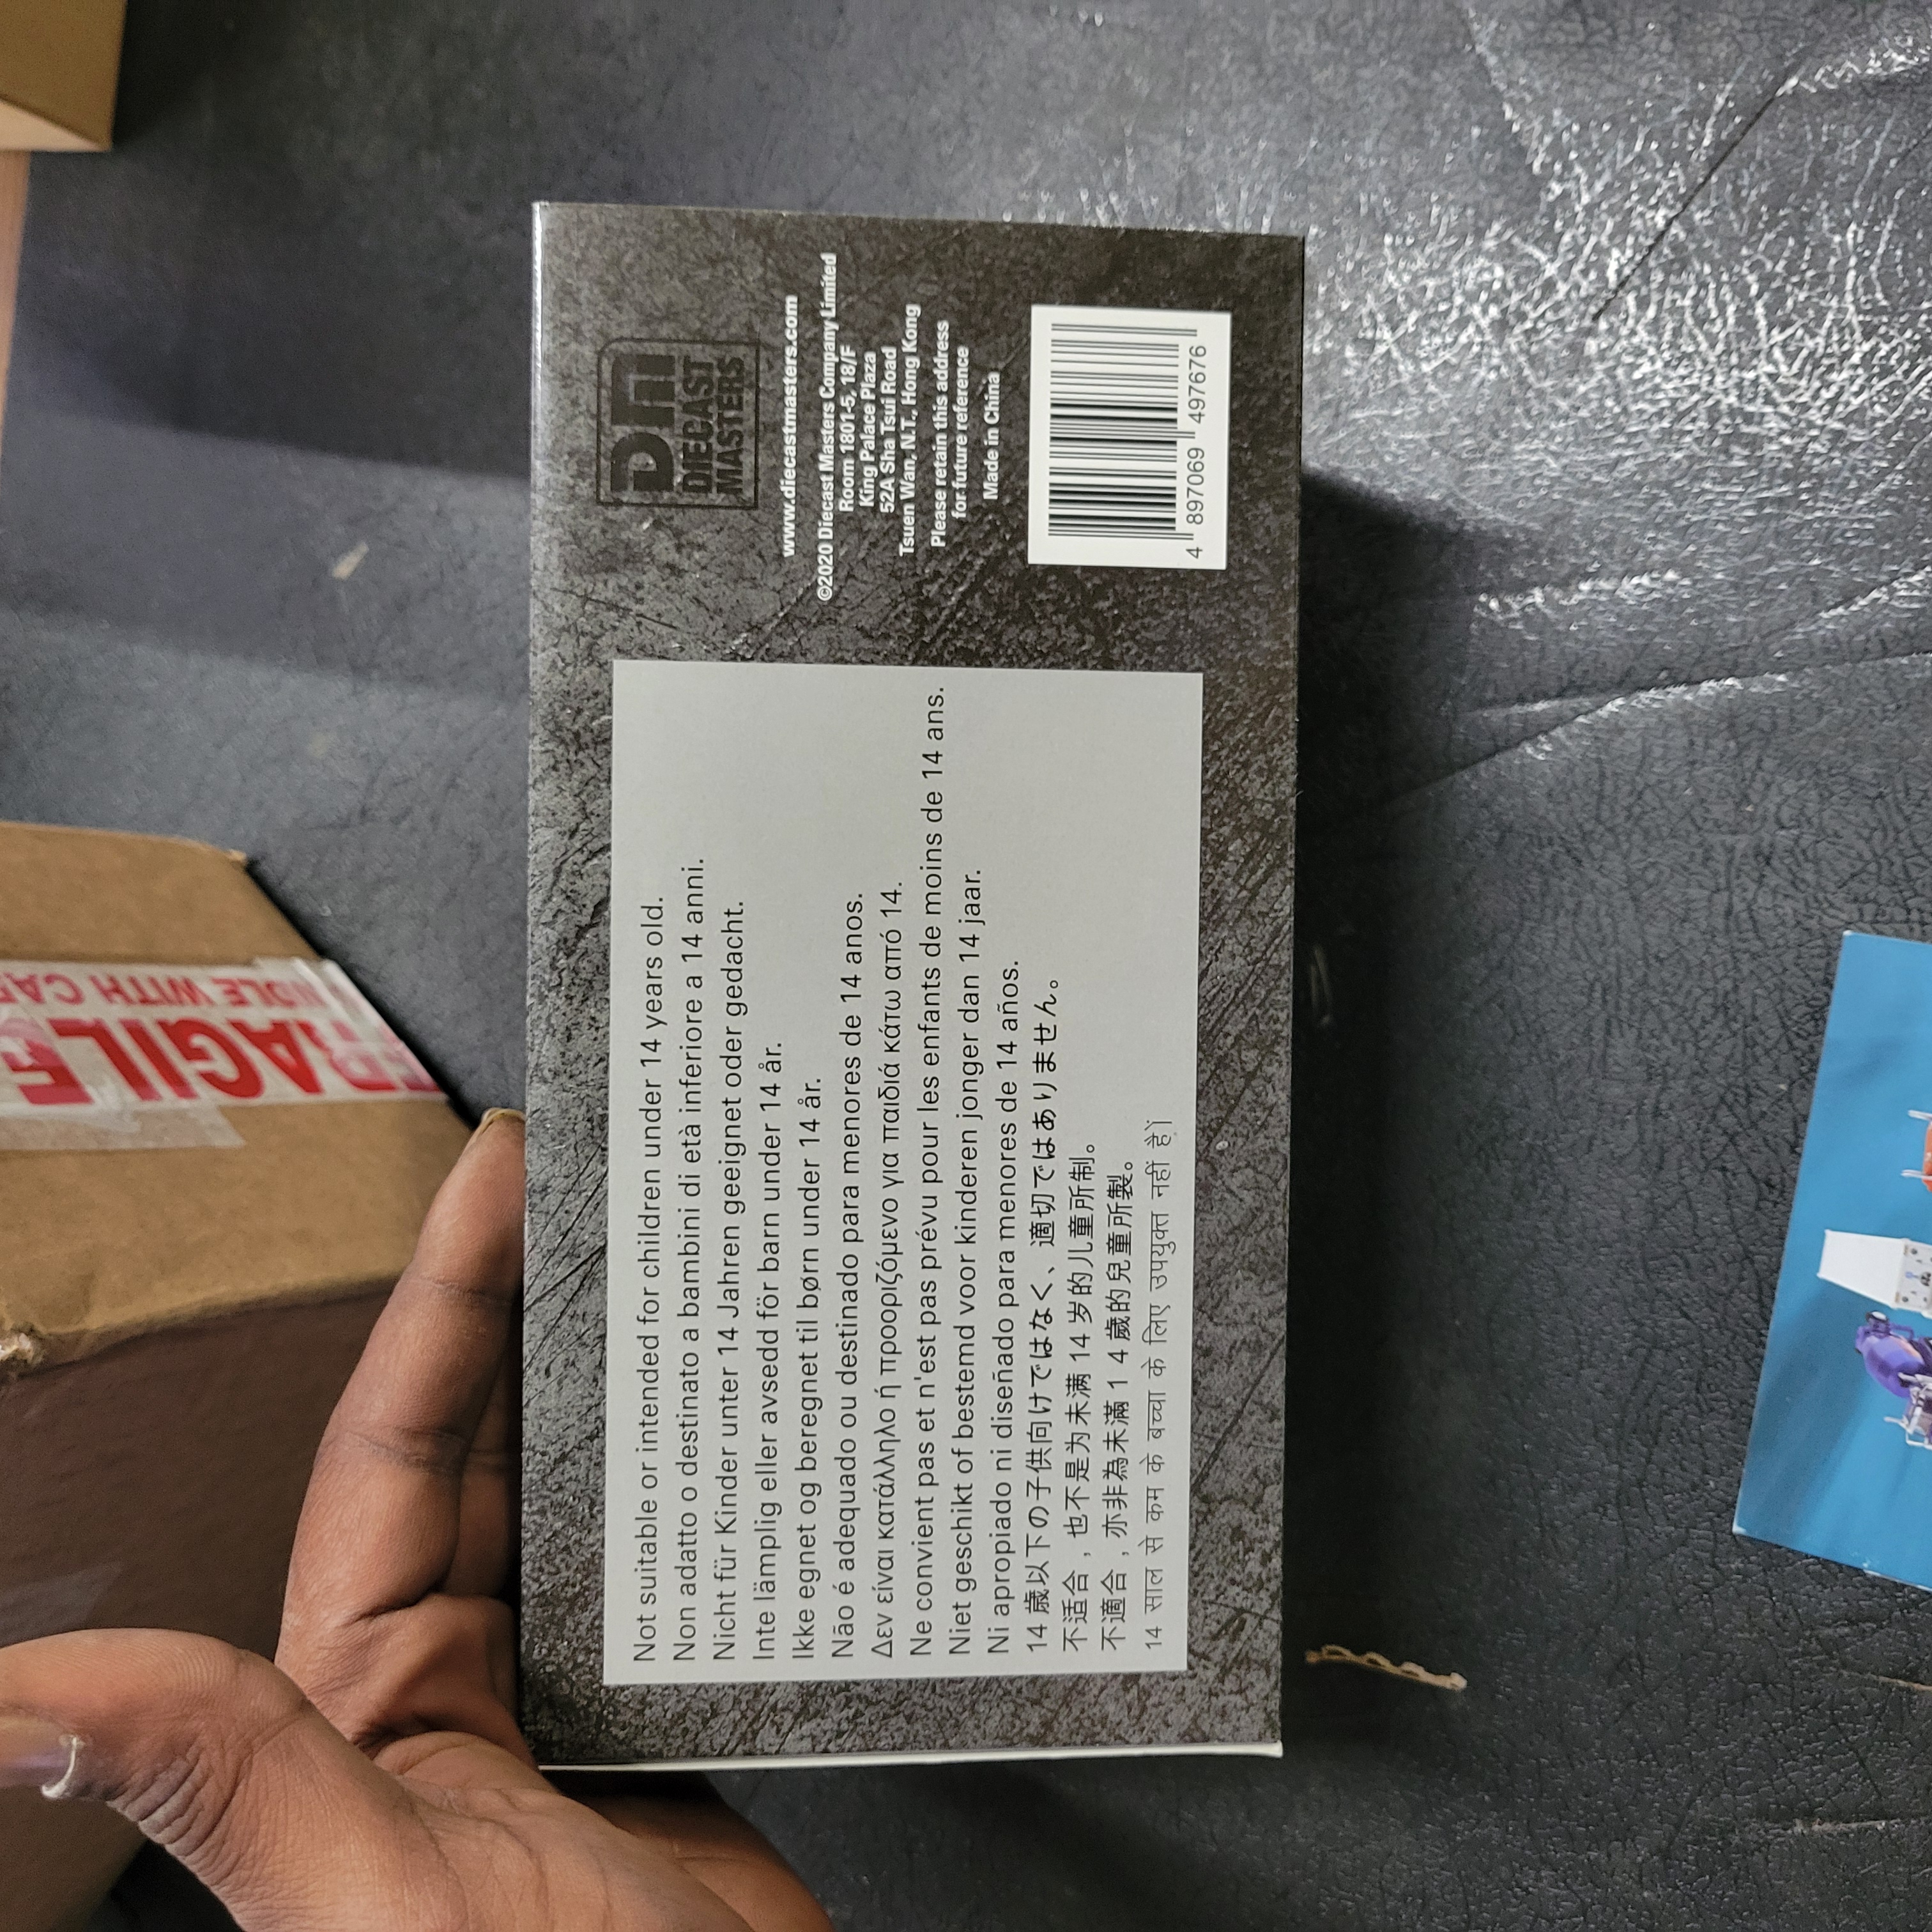 Not suitable or intended for children under 14 years old.
Non adatto o destinato a bambini di età inferiore a 14 anni.
Nicht für Kinder unter 14 Jahren geeignet oder gedacht.
Inte lämplig eller avsedd för barn under 14 år.
Ikke egnet og beregnet til børn under 14 år.
Não é adequado ou destinado para menores de 14 anos.
Δεν είναι κατάλληλο ή προοριζόμενο για παιδιά κάτω από 14.
Ne convient pas et n'est pas prévu pour les enfants de moins de 14 ans.
Niet geschikt of bestemd voor kinderen jonger dan 14 jaar.
Ni apropiado ni diseñado para menores de 14 años.
14 歳以下の子供向けではなく、適切ではありません。
不适合，也不是为未满 14 岁的儿童所制。
不適合，亦非為未滿 1 4 歲的兒童所製。
14 साल से कम के बच्चा के लिए उपयुक्त नहीं है।
DM
DIECAST
MASTERS
www.diecastmasters.com
©2020 Diecast Masters Company Limited
Room 1801-5, 18/F
King Palace Plaza
52A Sha Tsui Road
Tsuen Wan, N.T., Hong Kong
Please retain this address
for future reference
Made in China
4 897069 497676
FRAGILE